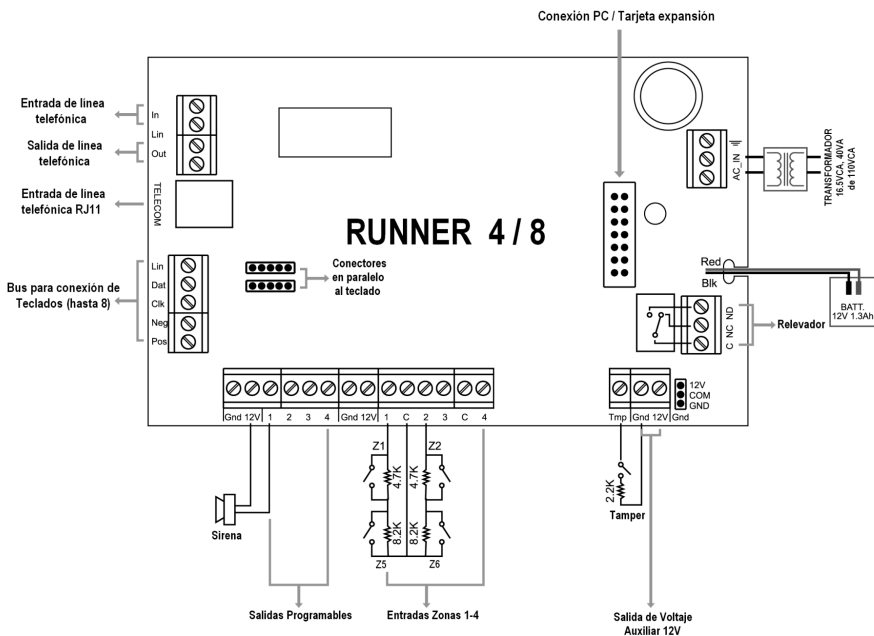 Conexión PC / Tarjeta expansión
Entrada de linea
telefónica
In
Lin
Salida de linea
telefónica
Out
Entrada de linea
telefónica RJ11
TELECOM
AC_IN
TRANSFORMADOR
16.5VCA, 40VA
de 110VCA
RUNNER 4 / 8
Bus para conexión de
Teclados (hasta 8)
Lin
Dat
Clk
Neg
Pos
Conectores
en paralelo
al teclado
Red
Blk
BATT.
12V 1.3Ah
C NC ND
Relevador
12V
COM
GND
Gnd 12V 1 2 3 4 Gnd 12V 1 C 2 3 C 4
Tmp Gnd 12V Gnd
Z1 Z2
4.7K 4.7K
8.2K 8.2K
Z5 Z6
Sirena
2.2K
Tamper
Salidas Programables
Entradas Zonas 1-4
Salida de Voltaje
Auxiliar 12V